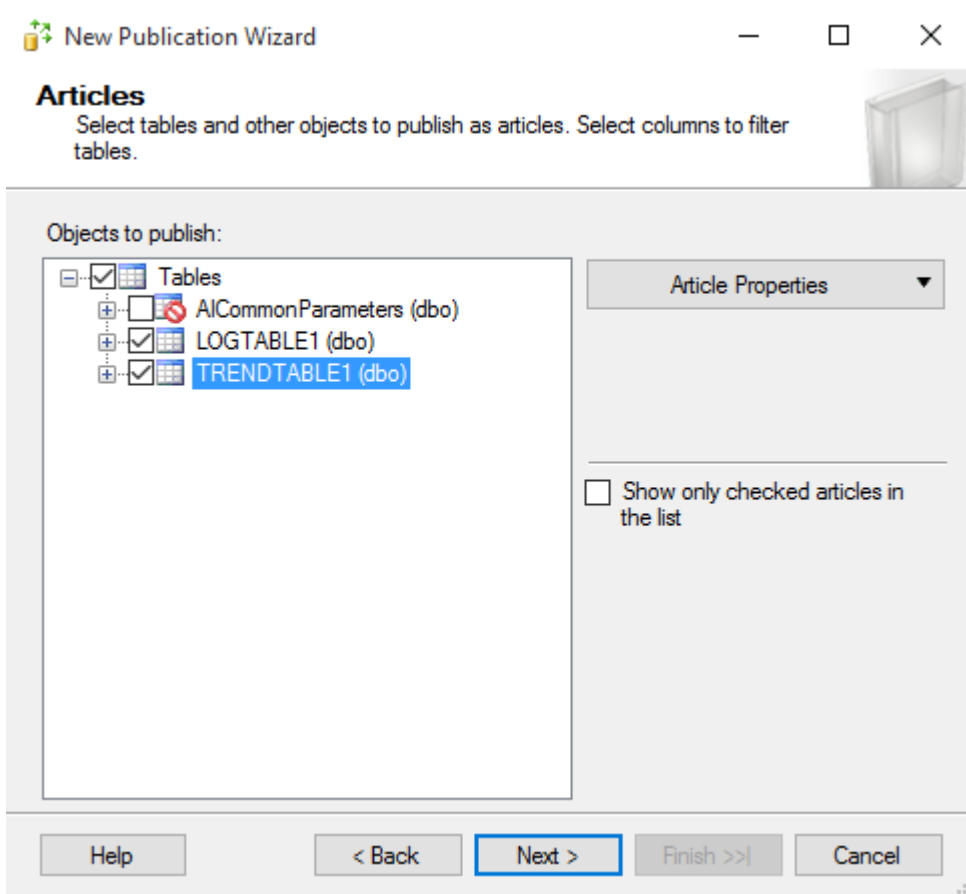 New Publication Wizard
Articles
Select tables and other objects to publish as articles. Select columns to filter
tables.
Objects to publish:
Tables
AICommonParameters (dbo)
LOGTABLE1 (dbo)
TRENDTABLE1 (dbo)
Article Properties
Show only checked articles in
the list
Help
< Back
Next >
Finish >>|
Cancel